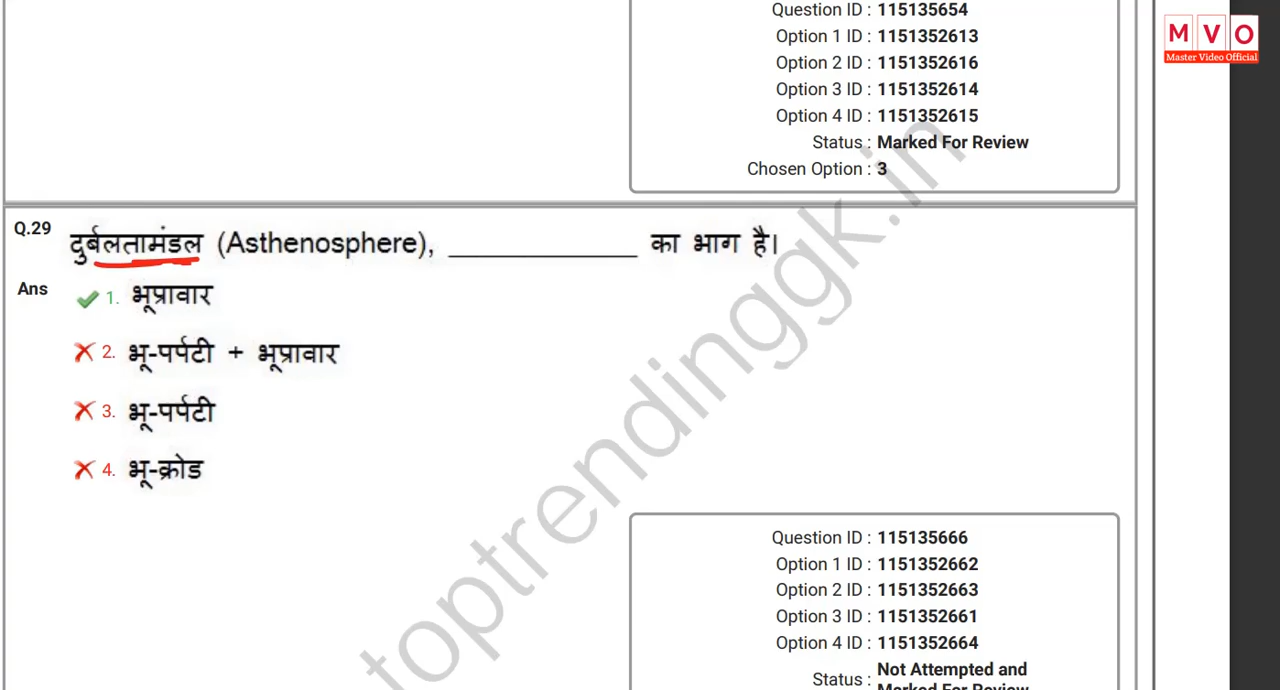 Question ID : 115135654
M V O
Master Video Official
Option 1 ID : 1151352613
Option 2 ID : 1151352616
Option 3 ID : 1151352614
Option 4 ID : 1151352615
Status : Marked For Review
Chosen Option : 3
Q.29 दुर्बलतामंडल (Asthenosphere), ____________ का भाग है।
Ans 1. भूप्रावार
2. भू-पर्पटी + भूप्रावार
3. भू-पर्पटी
4. भू-क्रोड
toptrendinggk.in
Question ID : 115135666
Option 1 ID : 1151352662
Option 2 ID : 1151352663
Option 3 ID : 1151352661
Option 4 ID : 1151352664
Status : Not Attempted and
Marked For Review